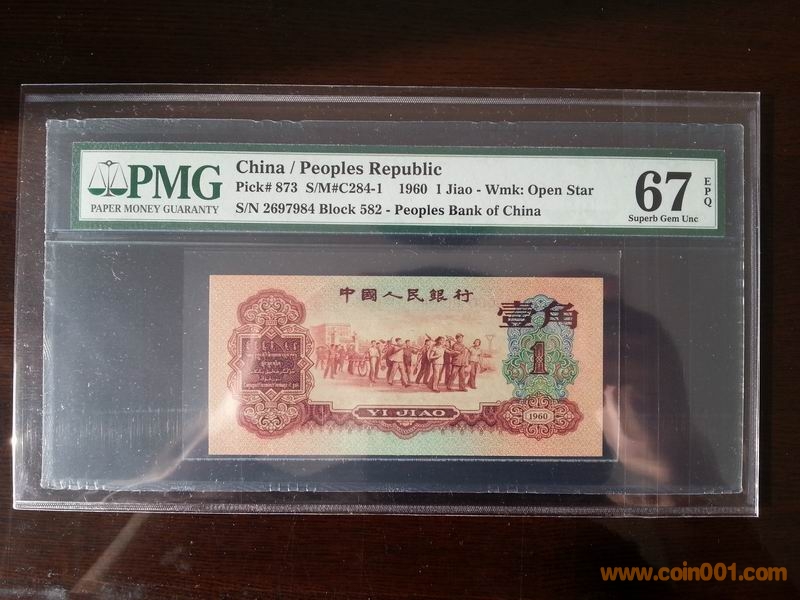 PMG
PAPER MONEY GUARANTY
China / Peoples Republic
Pick# 873 S/M#C284-1 1960 1 Jiao - Wmk: Open Star
S/N 2697984 Block 582 - Peoples Bank of China
67 EPQ
Superb Gem Unc
中國人民銀行
壹角
1
YI JIAO
1960
www.coin001.com